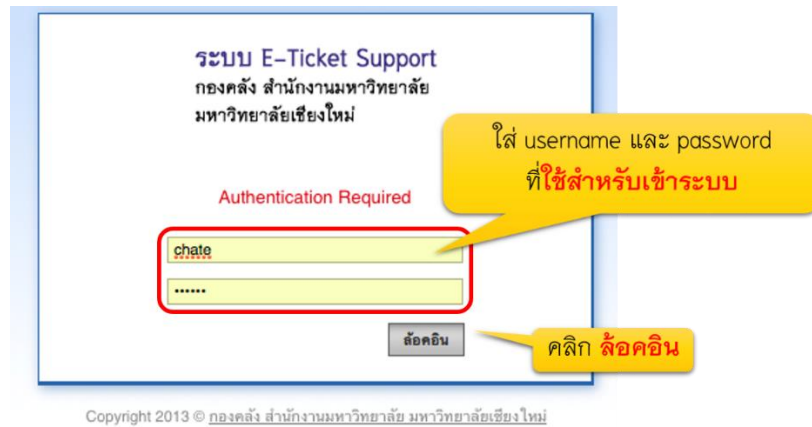 ระบบ E-Ticket Support
กองคลัง สำนักงานมหาวิทยาลัย
มหาวิทยาลัยเชียงใหม่
ใส่ username และ password
ที่ใช้สำหรับเข้าระบบ
Authentication Required
chate
••••••
ล้อคอิน
คลิก ล้อคอิน
Copyright 2013 © กองคลัง สำนักงานมหาวิทยาลัย มหาวิทยาลัยเชียงใหม่